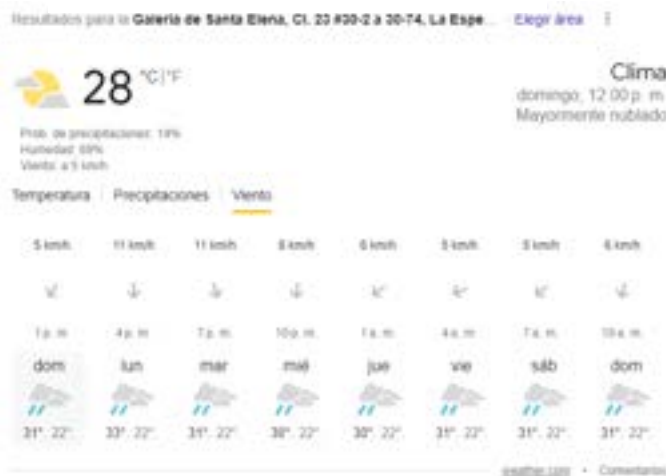 Resultados para la Galería de Santa Elena, Cl. 23 #30-2 a 30-74, La Espe... Elegir área
28 °C | °F
Prob. de precipitaciones: 19%
Humedad: 69%
Viento: a 5 km/h
Clima
domingo, 12:00 p. m.
Mayormente nublado
Temperatura Precipitaciones Viento
5 km/h 11 km/h 11 km/h 8 km/h 6 km/h 5 km/h 5 km/h 6 km/h
1 p. m. 4 p. m. 7 p. m. 10 p. m. 1 a. m. 4 a. m. 7 a. m. 10 a. m.
dom lun mar mié jue vie sáb dom
31° 22° 33° 22° 31° 22° 30° 22° 30° 22° 31° 22° 31° 22° 31° 22°
weather.com • Comentarios